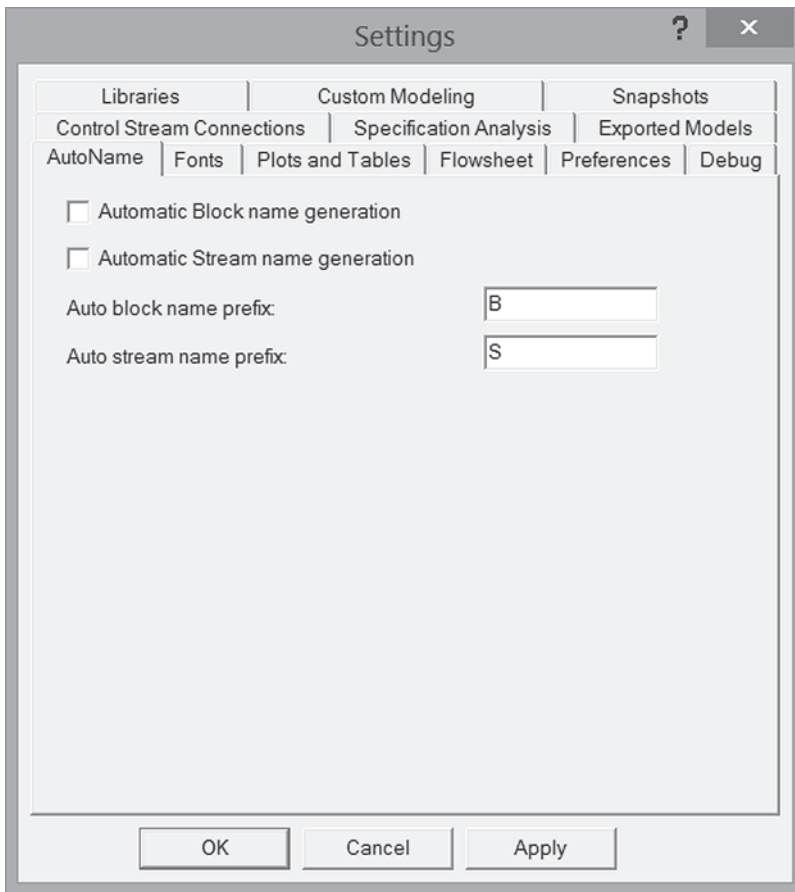 Settings ? ×
Libraries Custom Modeling Snapshots
Control Stream Connections Specification Analysis Exported Models
AutoName Fonts Plots and Tables Flowsheet Preferences Debug
Automatic Block name generation
Automatic Stream name generation
Auto block name prefix: B
Auto stream name prefix: S
OK Cancel Apply